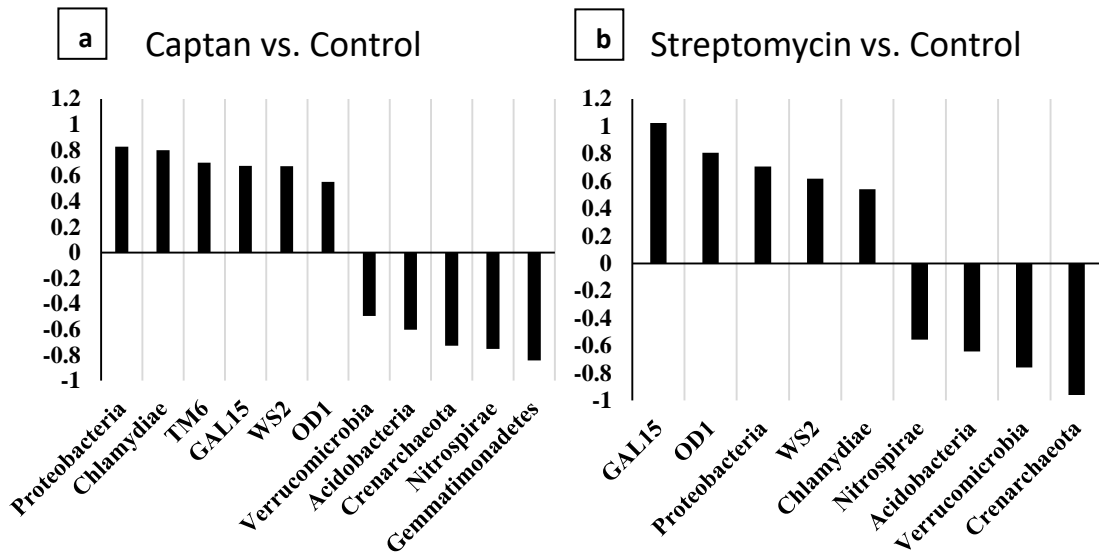 a
Captan vs. Control
1.2
1
0.8
0.6
0.4
0.2
0
-0.2
-0.4
-0.6
-0.8
-1
Proteobacteria
Chlamydiae
TM6
GAL15
WS2
OD1
Verrucomicrobia
Acidobacteria
Crenarchaeota
Nitrospirae
Gemmatimonadetes
b
Streptomycin vs. Control
1.2
1
0.8
0.6
0.4
0.2
0
-0.2
-0.4
-0.6
-0.8
-1
GAL15
OD1
Proteobacteria
WS2
Chlamydiae
Nitrospirae
Acidobacteria
Verrucomicrobia
Crenarchaeota